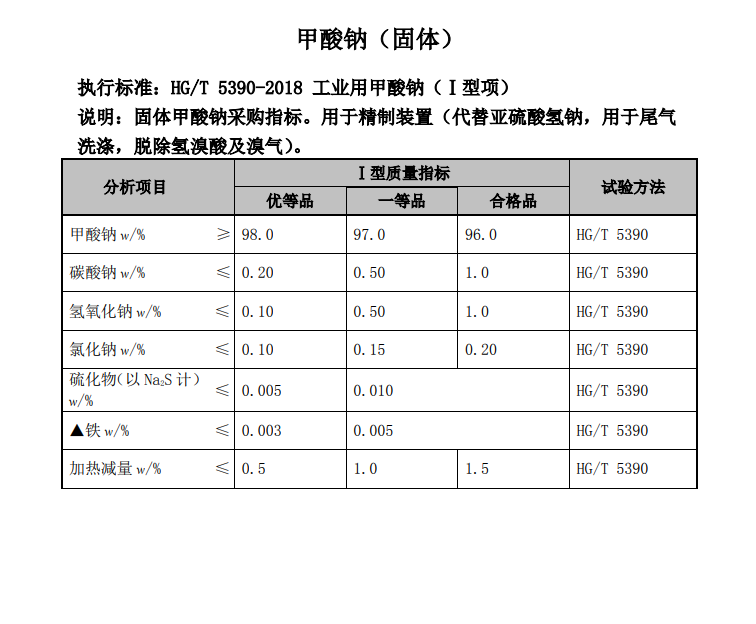 甲酸钠（固体）
执行标准：HG/T 5390-2018 工业用甲酸钠（Ⅰ型项）
说明：固体甲酸钠采购指标。用于精制装置（代替亚硫酸氢钠，用于尾气
洗涤，脱除氢溴酸及溴气）。
分析项目 Ⅰ型质量指标 试验方法
优等品 一等品 合格品
甲酸钠 w/% ≥ 98.0 97.0 96.0 HG/T 5390
碳酸钠 w/% ≤ 0.20 0.50 1.0 HG/T 5390
氢氧化钠 w/% ≤ 0.10 0.50 1.0 HG/T 5390
氯化钠 w/% ≤ 0.10 0.15 0.20 HG/T 5390
硫化物（以 Na₂S 计）
w/% ≤ 0.005 0.010 HG/T 5390
▲铁 w/% ≤ 0.003 0.005 HG/T 5390
加热减量 w/% ≤ 0.5 1.0 1.5 HG/T 5390